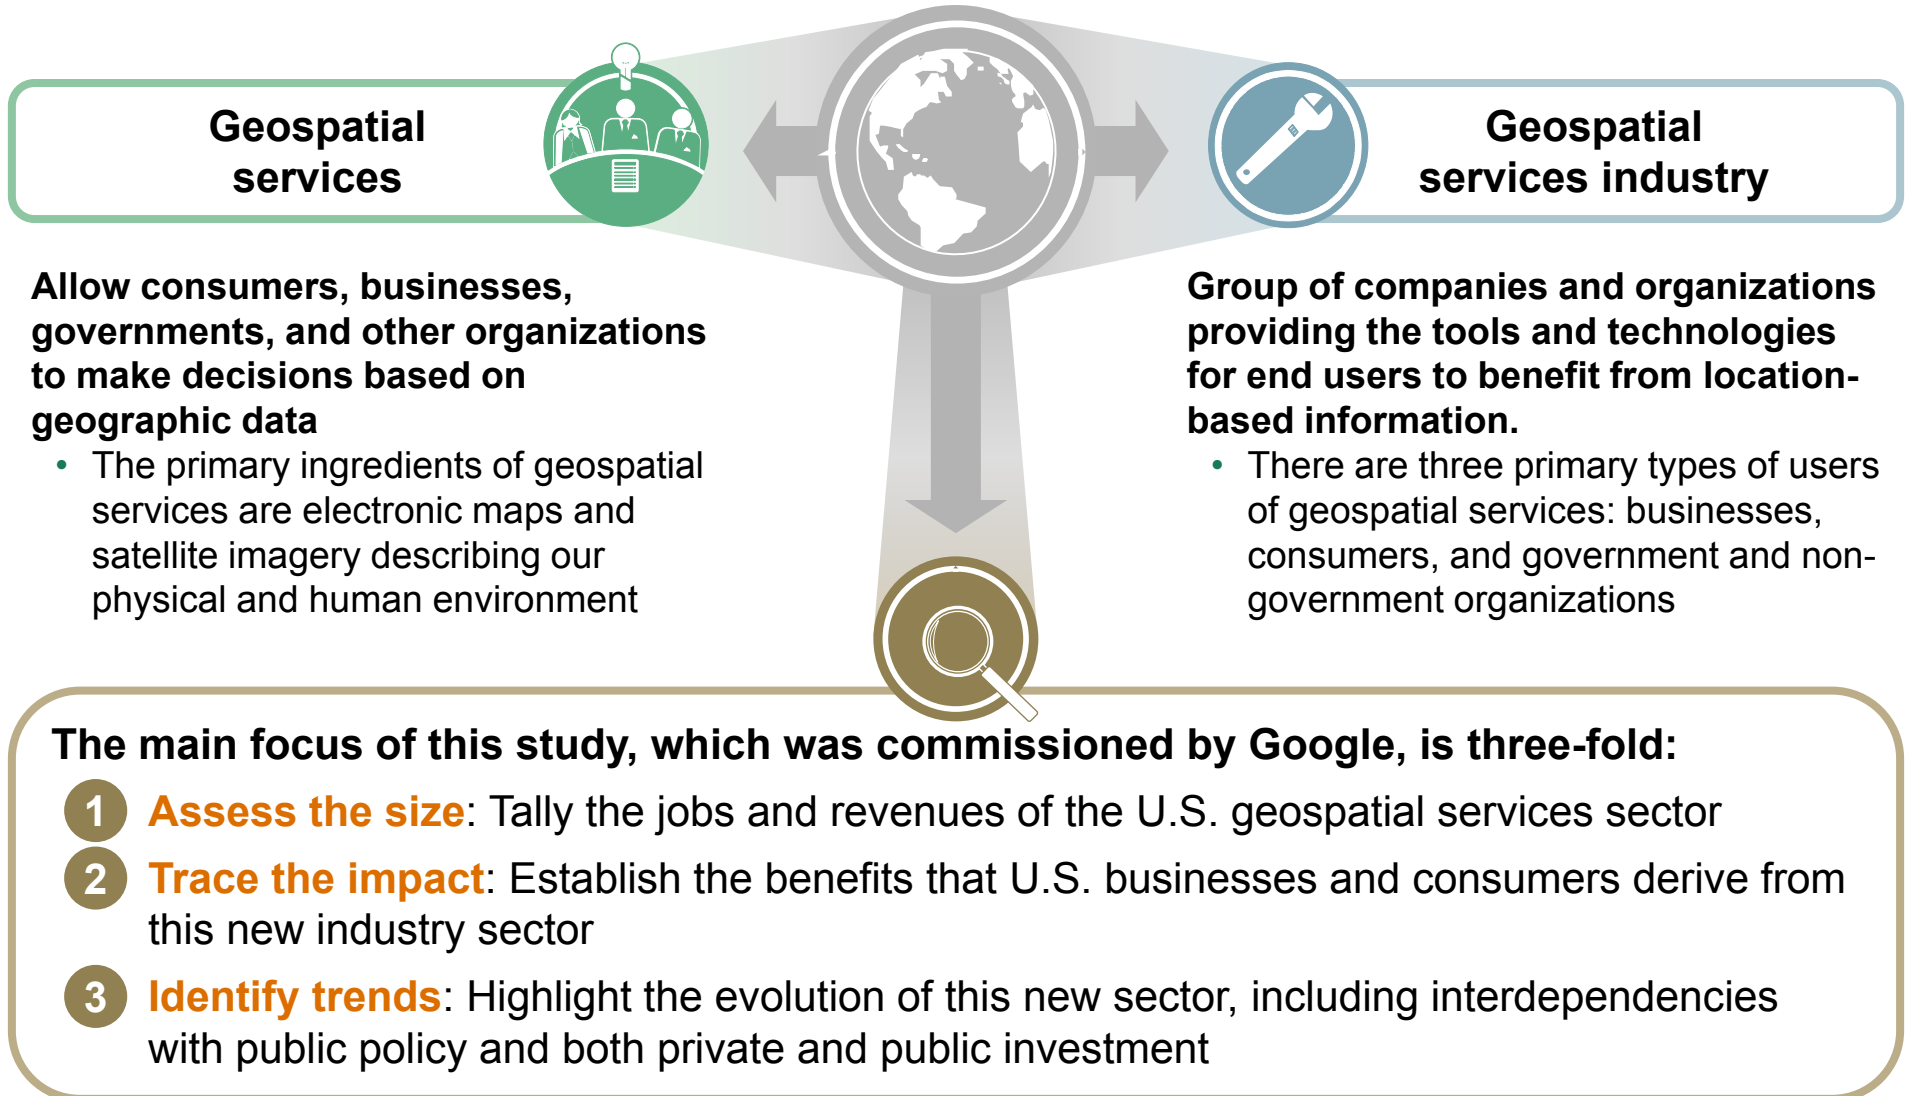 Geospatial
services
Geospatial
services industry
Allow consumers, businesses,
governments, and other organizations
to make decisions based on
geographic data
• The primary ingredients of geospatial
services are electronic maps and
satellite imagery describing our
physical and human environment
Group of companies and organizations
providing the tools and technologies
for end users to benefit from location-
based information.
• There are three primary types of users
of geospatial services: businesses,
consumers, and government and non-
government organizations
The main focus of this study, which was commissioned by Google, is three-fold:
1 Assess the size: Tally the jobs and revenues of the U.S. geospatial services sector
2 Trace the impact: Establish the benefits that U.S. businesses and consumers derive from
this new industry sector
3 Identify trends: Highlight the evolution of this new sector, including interdependencies
with public policy and both private and public investment